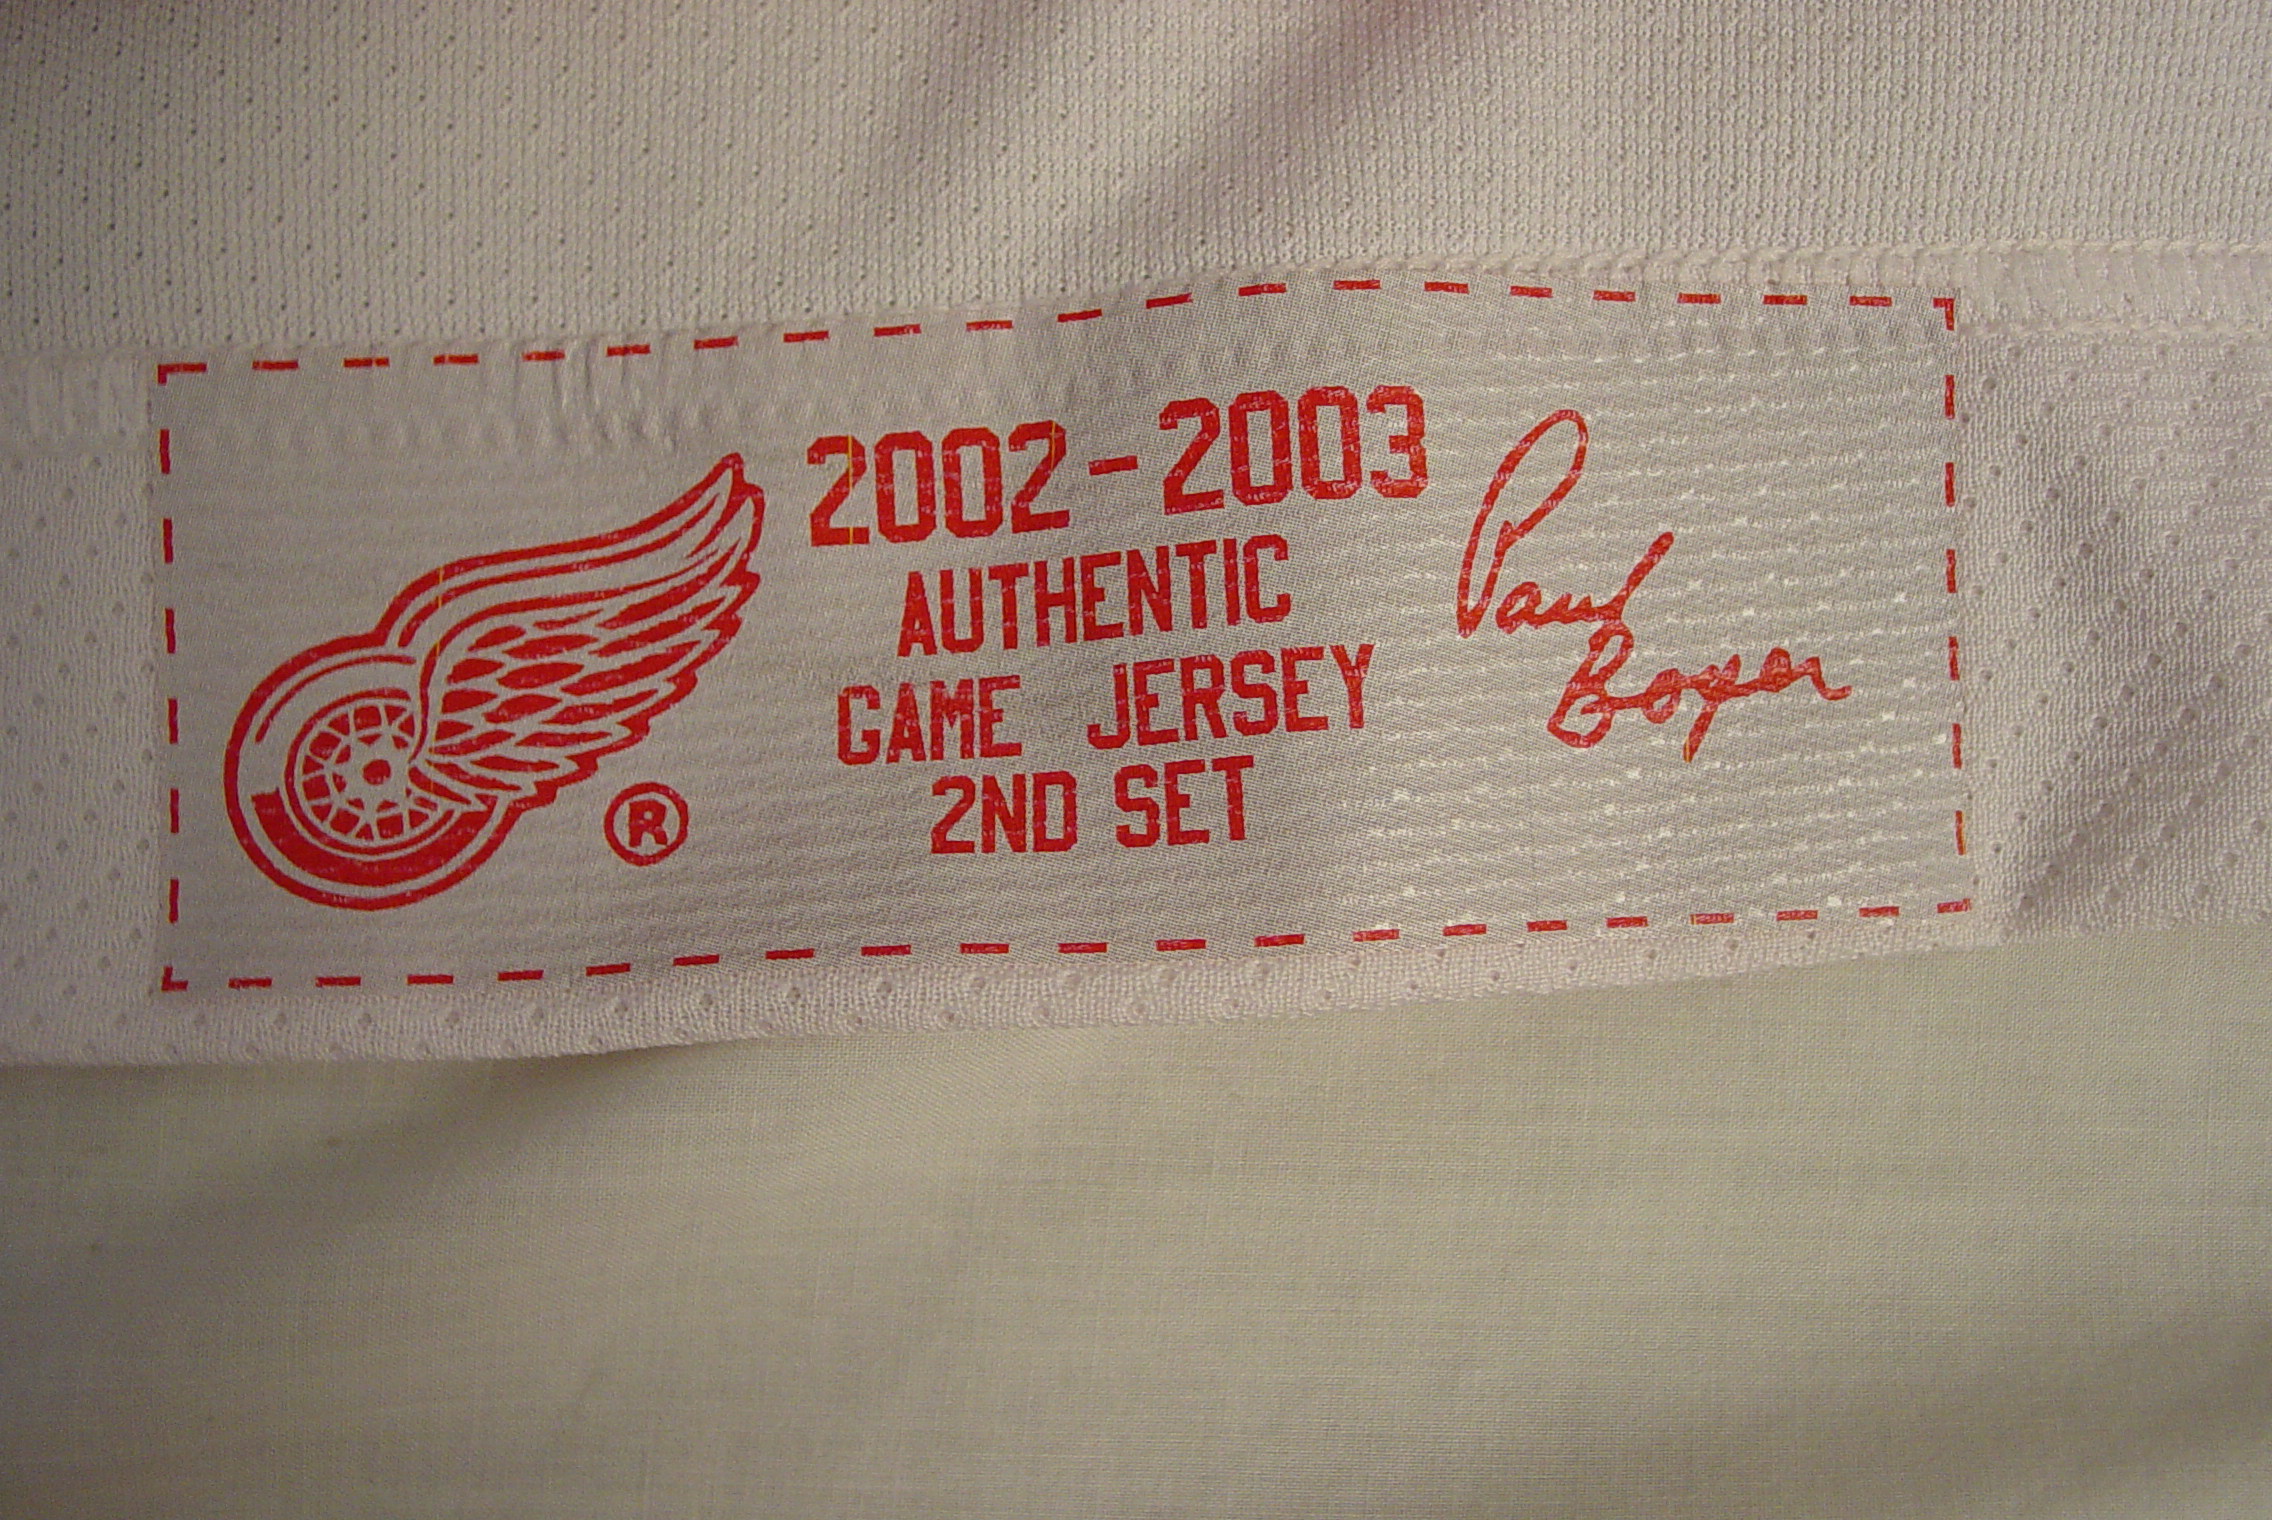 2002-2003
AUTHENTIC
GAME JERSEY
2ND SET
Paul
Boyer
®